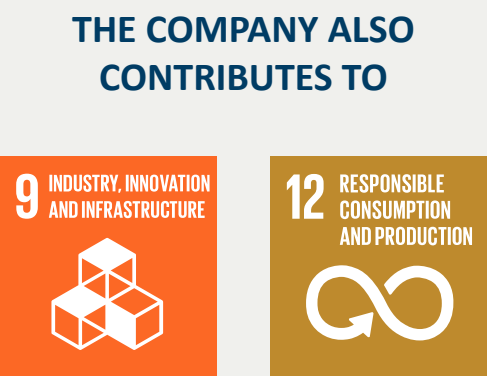 THE COMPANY ALSO
CONTRIBUTES TO
9 INDUSTRY, INNOVATION
AND INFRASTRUCTURE
12 RESPONSIBLE
CONSUMPTION
AND PRODUCTION